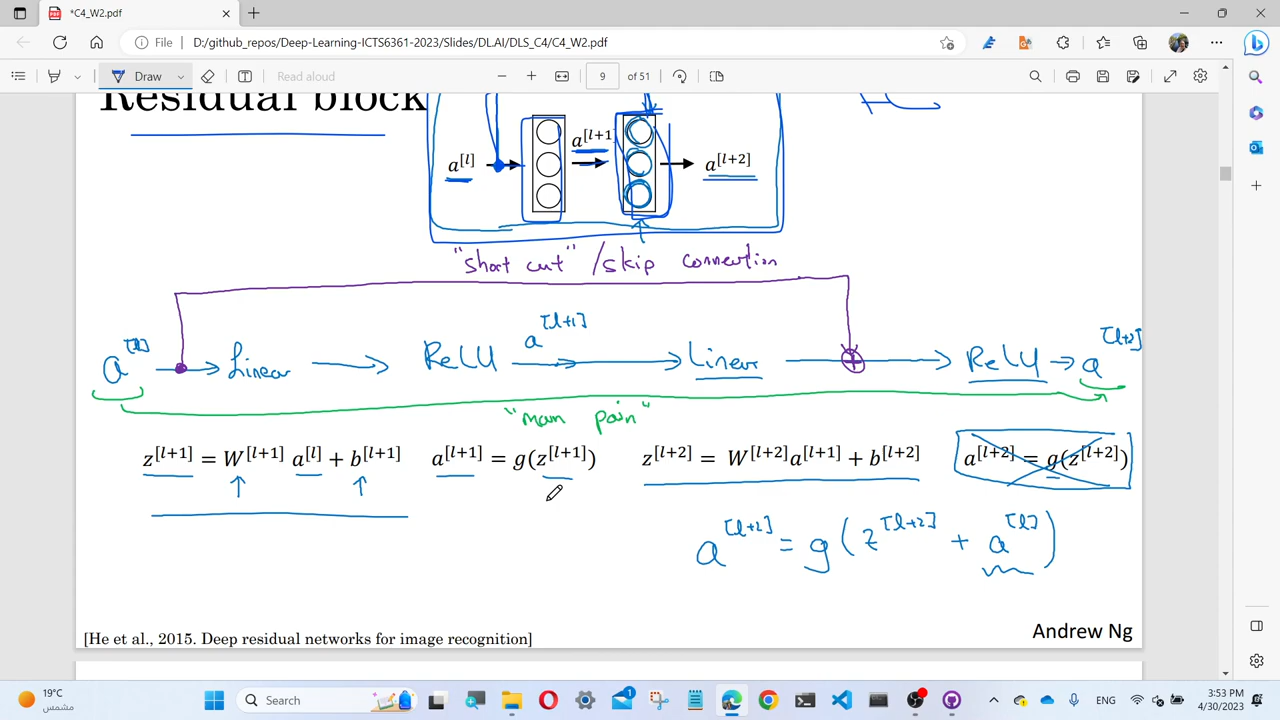 *C4_W2.pdf
File D:/github_repos/Deep-Learning-ICTS6361-2023/Slides/DL.AI/DLS_C4/C4_W2.pdf
Draw Read aloud 9 of 51
Residual block
a[l] a[l+1] a[l+2]
"short cut" / skip connection
a[l] Linear ReLU a[l+1] Linear + ReLU a[l+2]
z[l+1] = W[l+1] a[l] + b[l+1] a[l+1] = g(z[l+1]) z[l+2] = W[l+2]a[l+1] + b[l+2] a[l+2] = g(z[l+2])
a[l+2] = g(z[l+2] + a[l])
[He et al., 2015. Deep residual networks for image recognition]
Andrew Ng
19°C
مشمس
Search
1
ENG
3:53 PM
4/30/2023